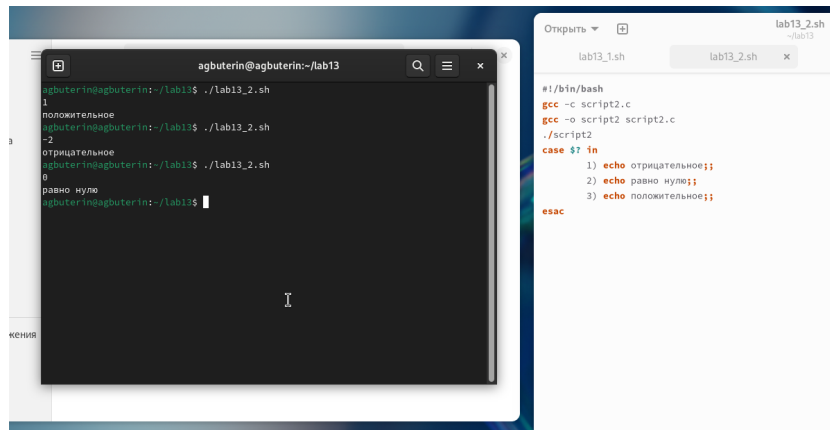 agbuterin@agbuterin:~/lab13
agbuterin@agbuterin:~/lab13$ ./lab13_2.sh
1
положительное
agbuterin@agbuterin:~/lab13$ ./lab13_2.sh
-2
отрицательное
agbuterin@agbuterin:~/lab13$ ./lab13_2.sh
0
равно нулю
agbuterin@agbuterin:~/lab13$
а
жения
Открыть
lab13_2.sh
~/lab13
lab13_1.sh
lab13_2.sh
#!/bin/bash
gcc -c script2.c
gcc -o script2 script2.c
./script2
case $? in
1) echo отрицательное;;
2) echo равно нулю;;
3) echo положительное;;
esac